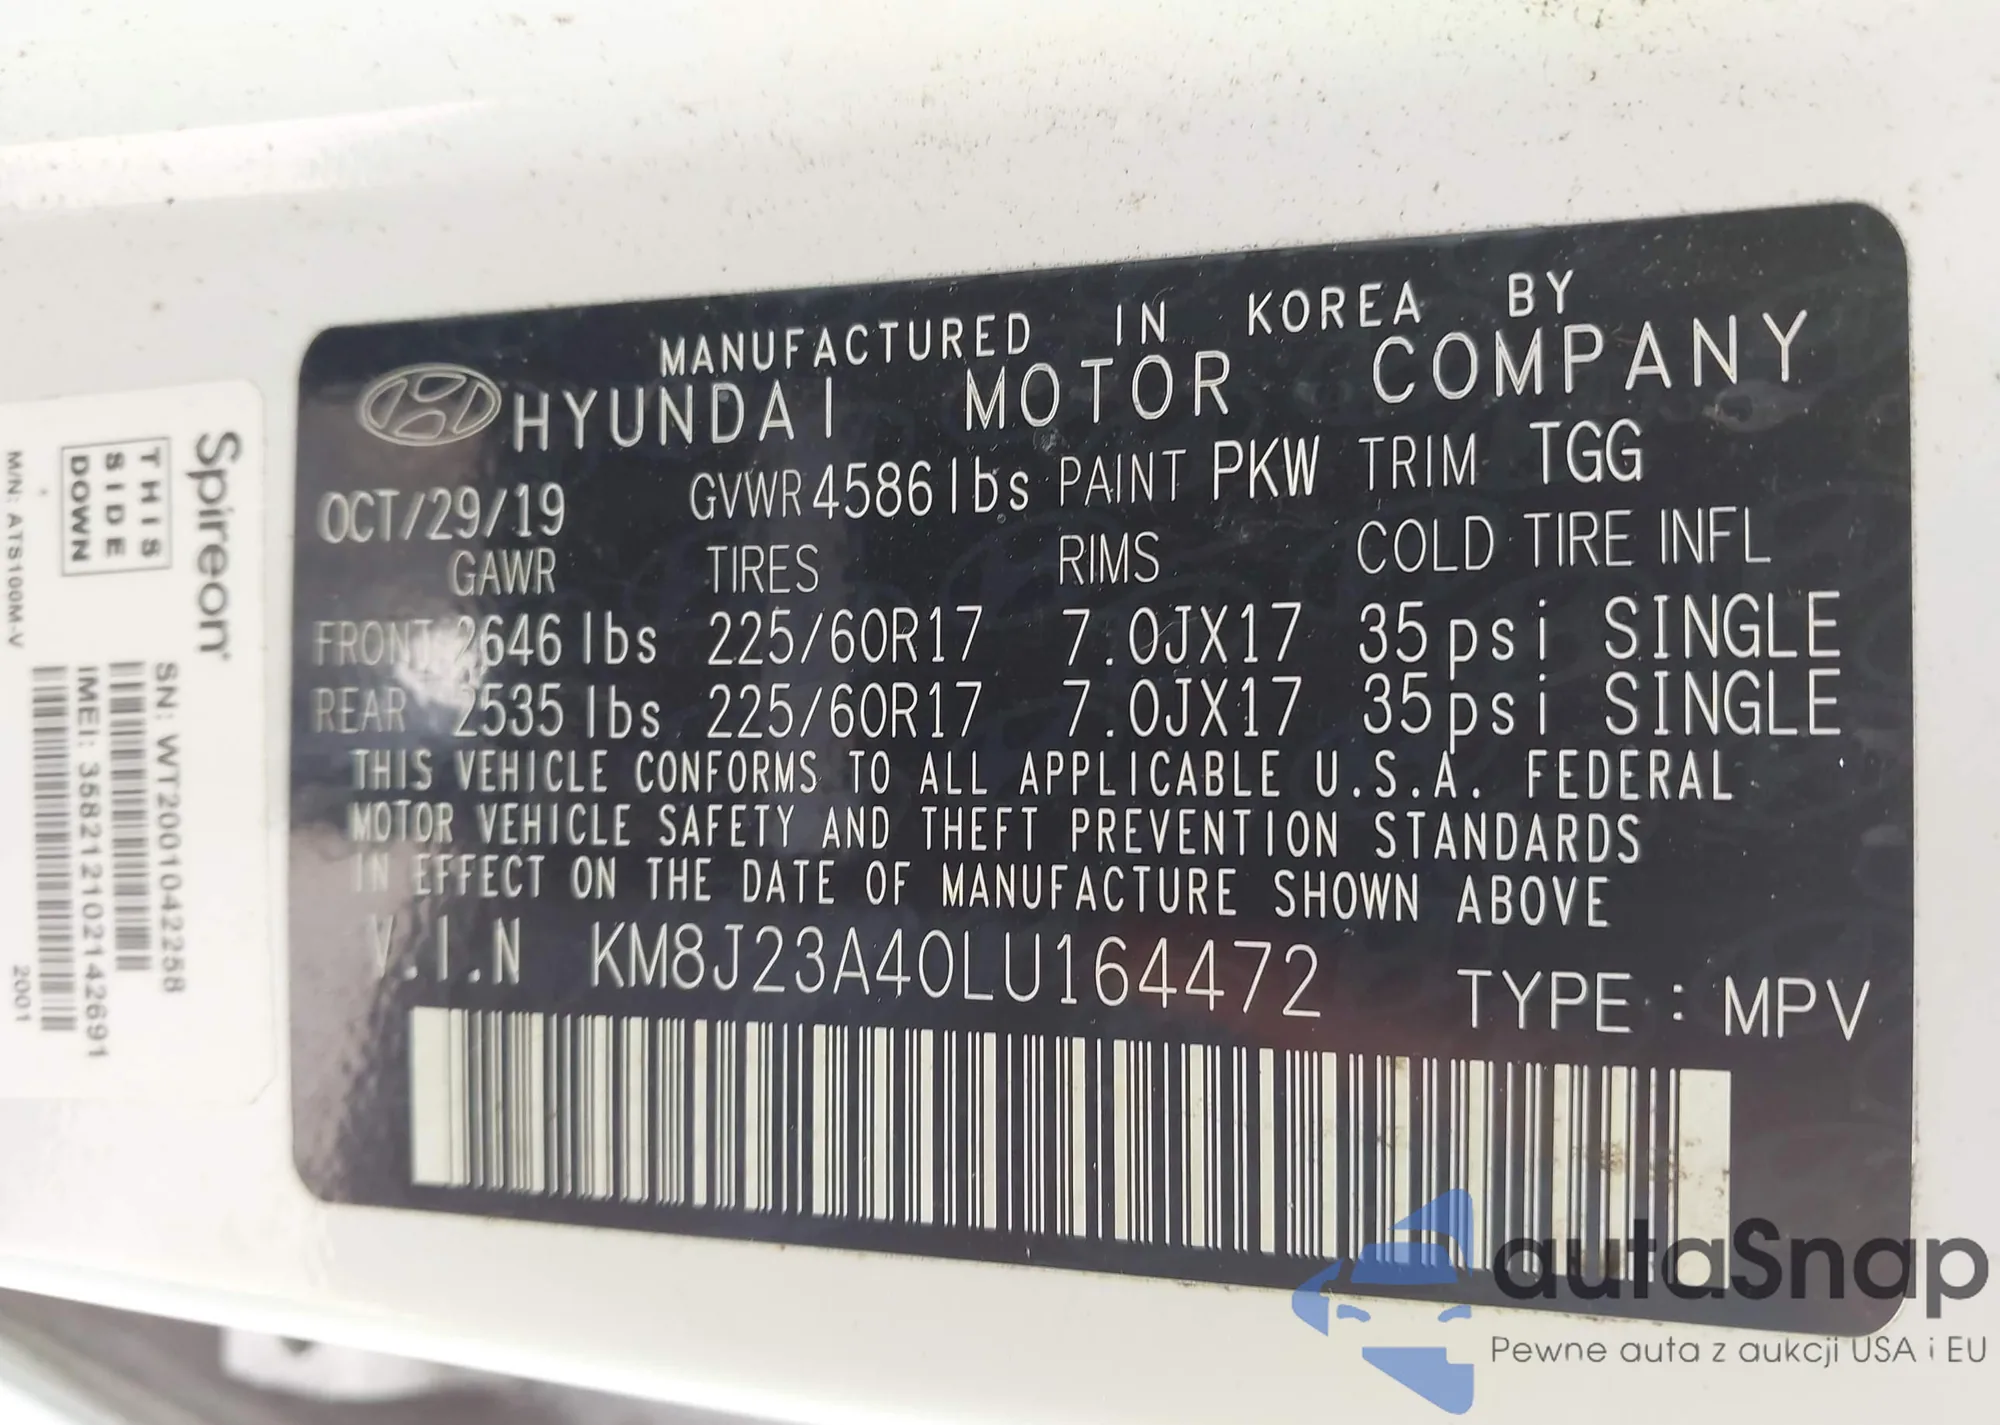 Spireon
THIS
SIDE
DOWN
M/N: ATS100M-V
SN: WT20010422258
IMEI: 358212102142691
20001
MANUFACTURED IN KOREA BY
HYUNDAI MOTOR COMPANY
OCT/29/19 GVWR 4586 lbs PAINT PKW TRIM TGG
GAWR TIRES RIMS COLD TIRE INFL
FRONT 2646 lbs 225/60R17 7.0JX17 35 psi SINGLE
REAR 2535 lbs 225/60R17 7.0JX17 35 psi SINGLE
THIS VEHICLE CONFORMS TO ALL APPLICABLE U.S.A. FEDERAL
MOTOR VEHICLE SAFETY AND THEFT PREVENTION STANDARDS
IN EFFECT ON THE DATE OF MANUFACTURE SHOWN ABOVE
V.I.N KM8J23A40LU164472 TYPE : MPV
autaSnap
Pewne auta z aukcji USA i EU